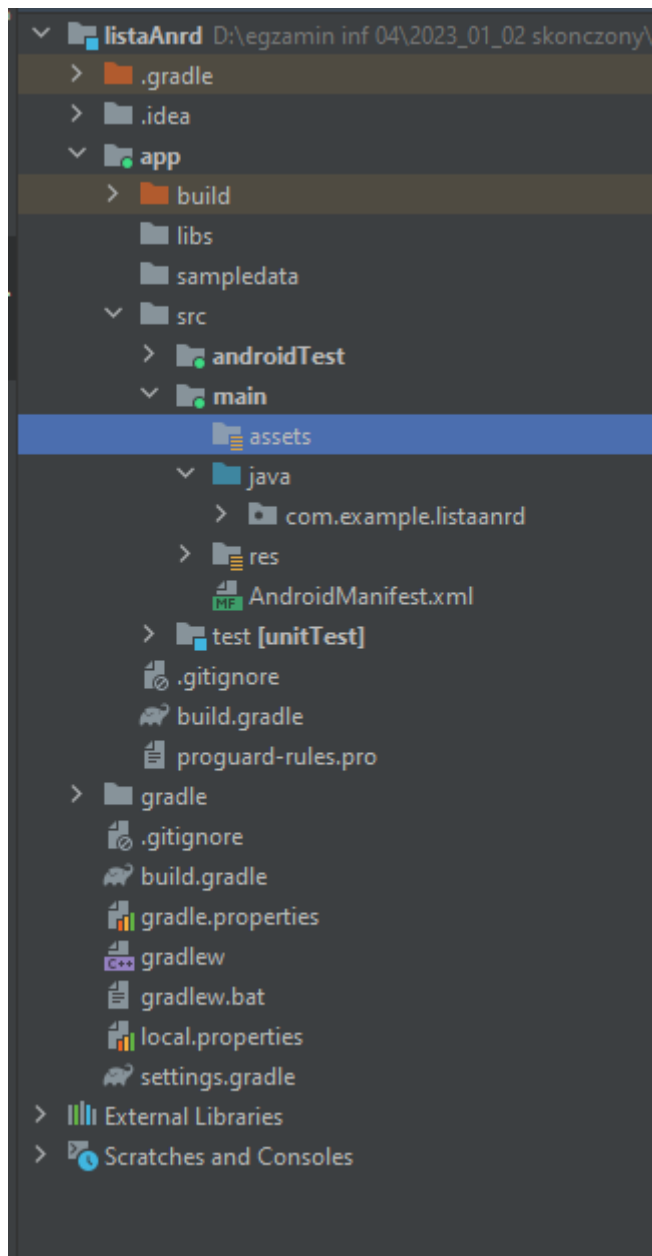 listaAnrd D:\egzamin inf 04\2023_01_02 skonczony\
.gradle
.idea
app
build
libs
sampledata
src
androidTest
main
assets
java
com.example.listaanrd
res
MF AndroidManifest.xml
test [unitTest]
.gitignore
build.gradle
proguard-rules.pro
gradle
.gitignore
build.gradle
gradle.properties
C++ gradlew
gradlew.bat
local.properties
settings.gradle
External Libraries
Scratches and Consoles